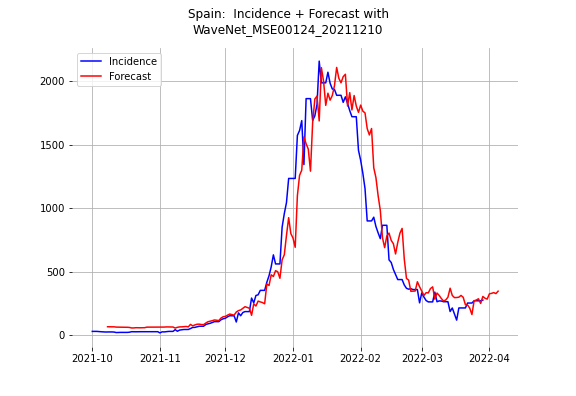 Spain:  Incidence + Forecast with
WaveNet_MSE00124_20211210
Incidence
Forecast
2000
1500
1000
500
0
2021-10 2021-11 2021-12 2022-01 2022-02 2022-03 2022-04